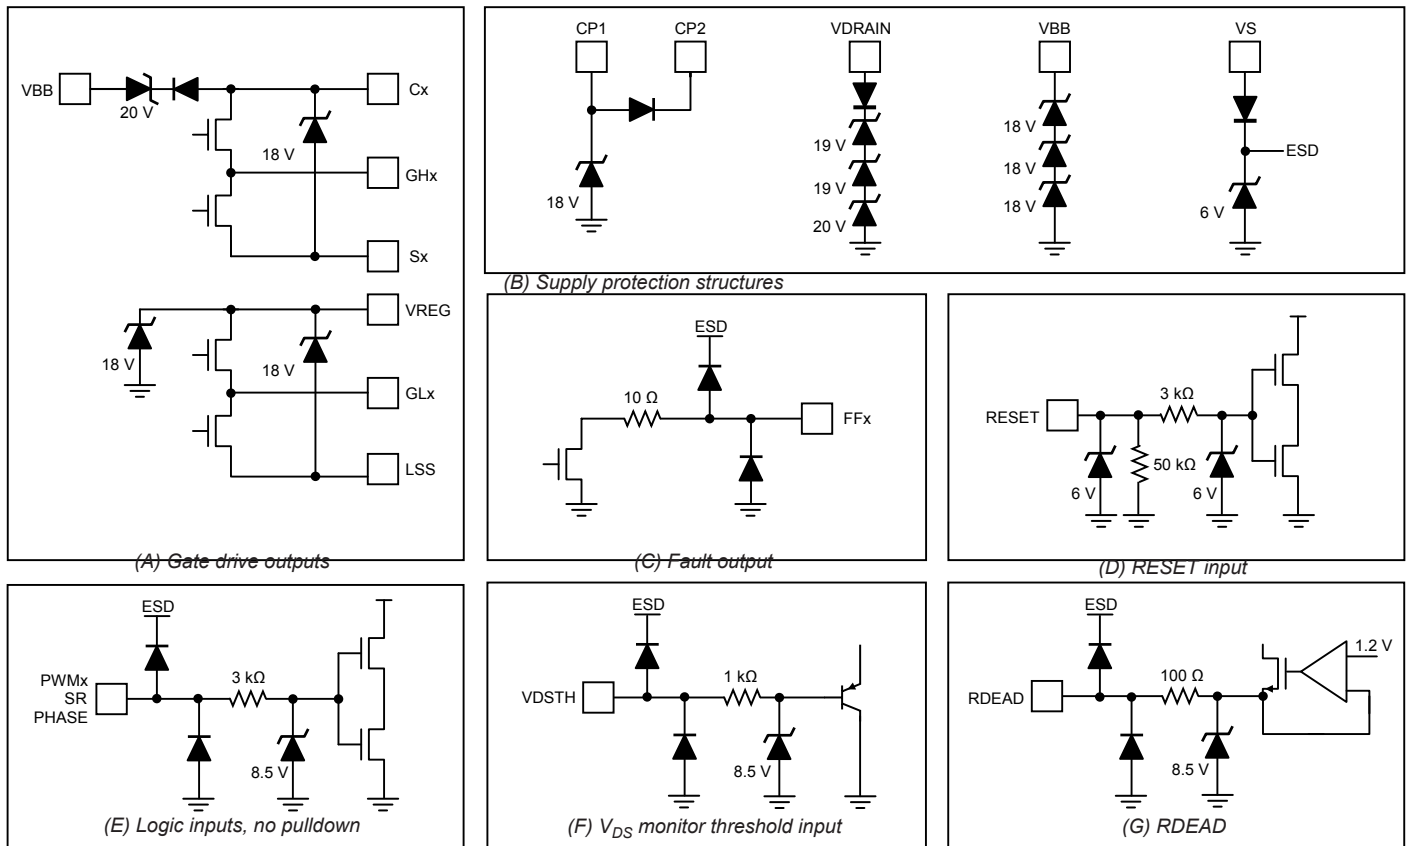 VBB
20 V
18 V
Cx
GHx
Sx
18 V
18 V
VREG
GLx
LSS
(A) Gate drive outputs
CP1
CP2
VDRAIN
VBB
VS
18 V
19 V
19 V
20 V
18 V
18 V
18 V
ESD
6 V
(B) Supply protection structures
ESD
10 Ω
FFx
(C) Fault output
RESET
3 kΩ
50 kΩ
6 V
6 V
(D) RESET input
ESD
PWMx
SR
PHASE
3 kΩ
8.5 V
(E) Logic inputs, no pulldown
ESD
VDSTH
1 kΩ
8.5 V
(F) VDS monitor threshold input
ESD
1.2 V
RDEAD
100 Ω
8.5 V
(G) RDEAD